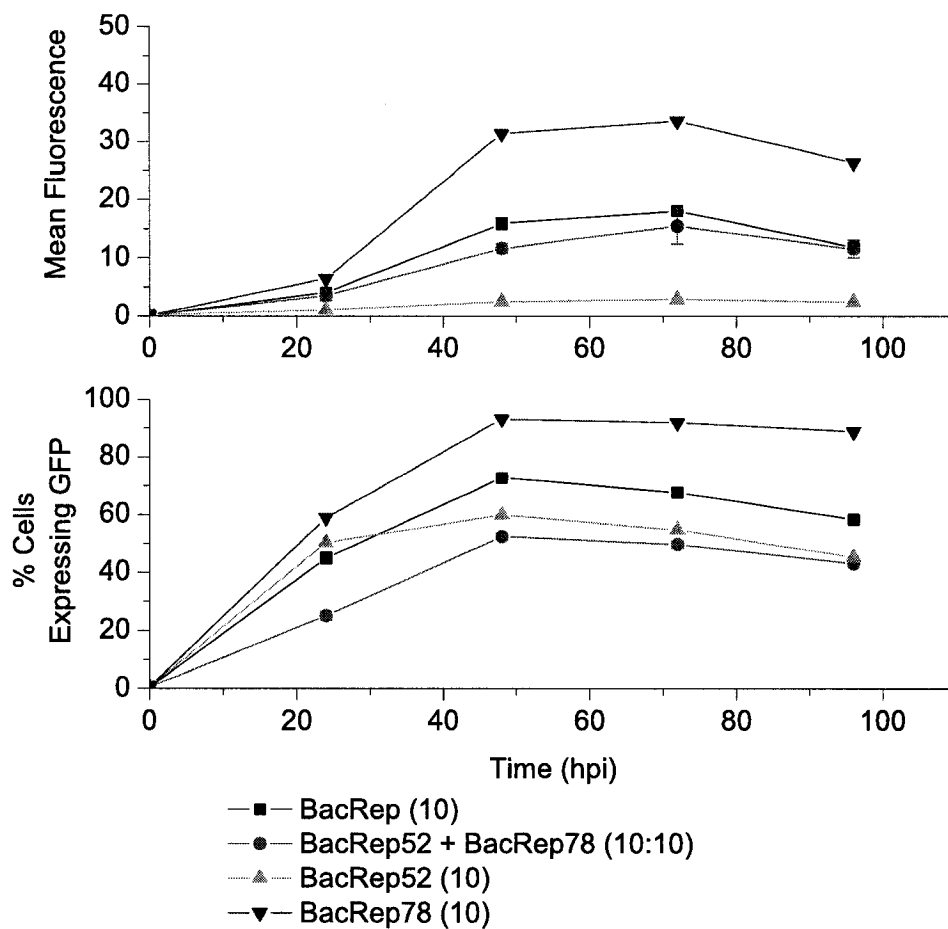 50
40
30
20
10
0
Mean Fluorescence
0 20 40 60 80 100
100
80
60
40
20
0
% Cells
Expressing GFP
0 20 40 60 80 100
Time (hpi)
BacRep (10)
BacRep52 + BacRep78 (10:10)
BacRep52 (10)
BacRep78 (10)